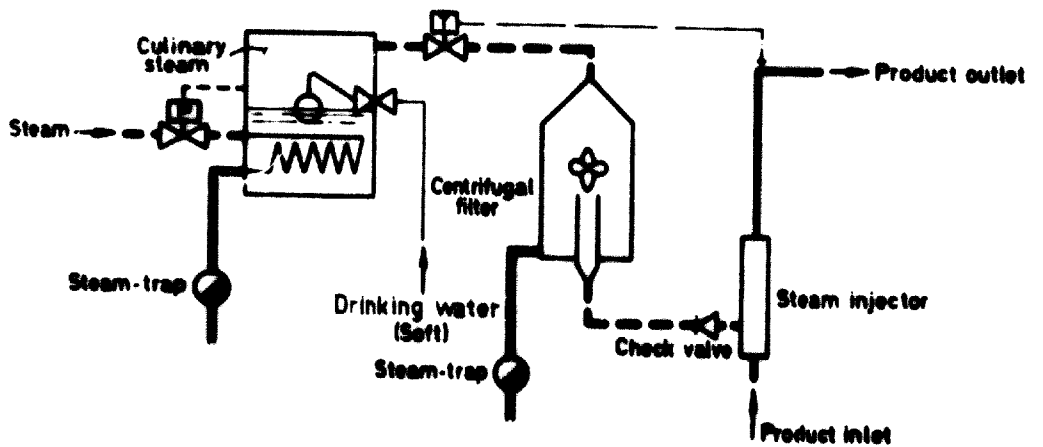 Culinary
steam
Product outlet
Steam
Centrifugal
filter
Steam-trap
Drinking water
(Soft)
Steam injector
Check valve
Steam-trap
Product inlet